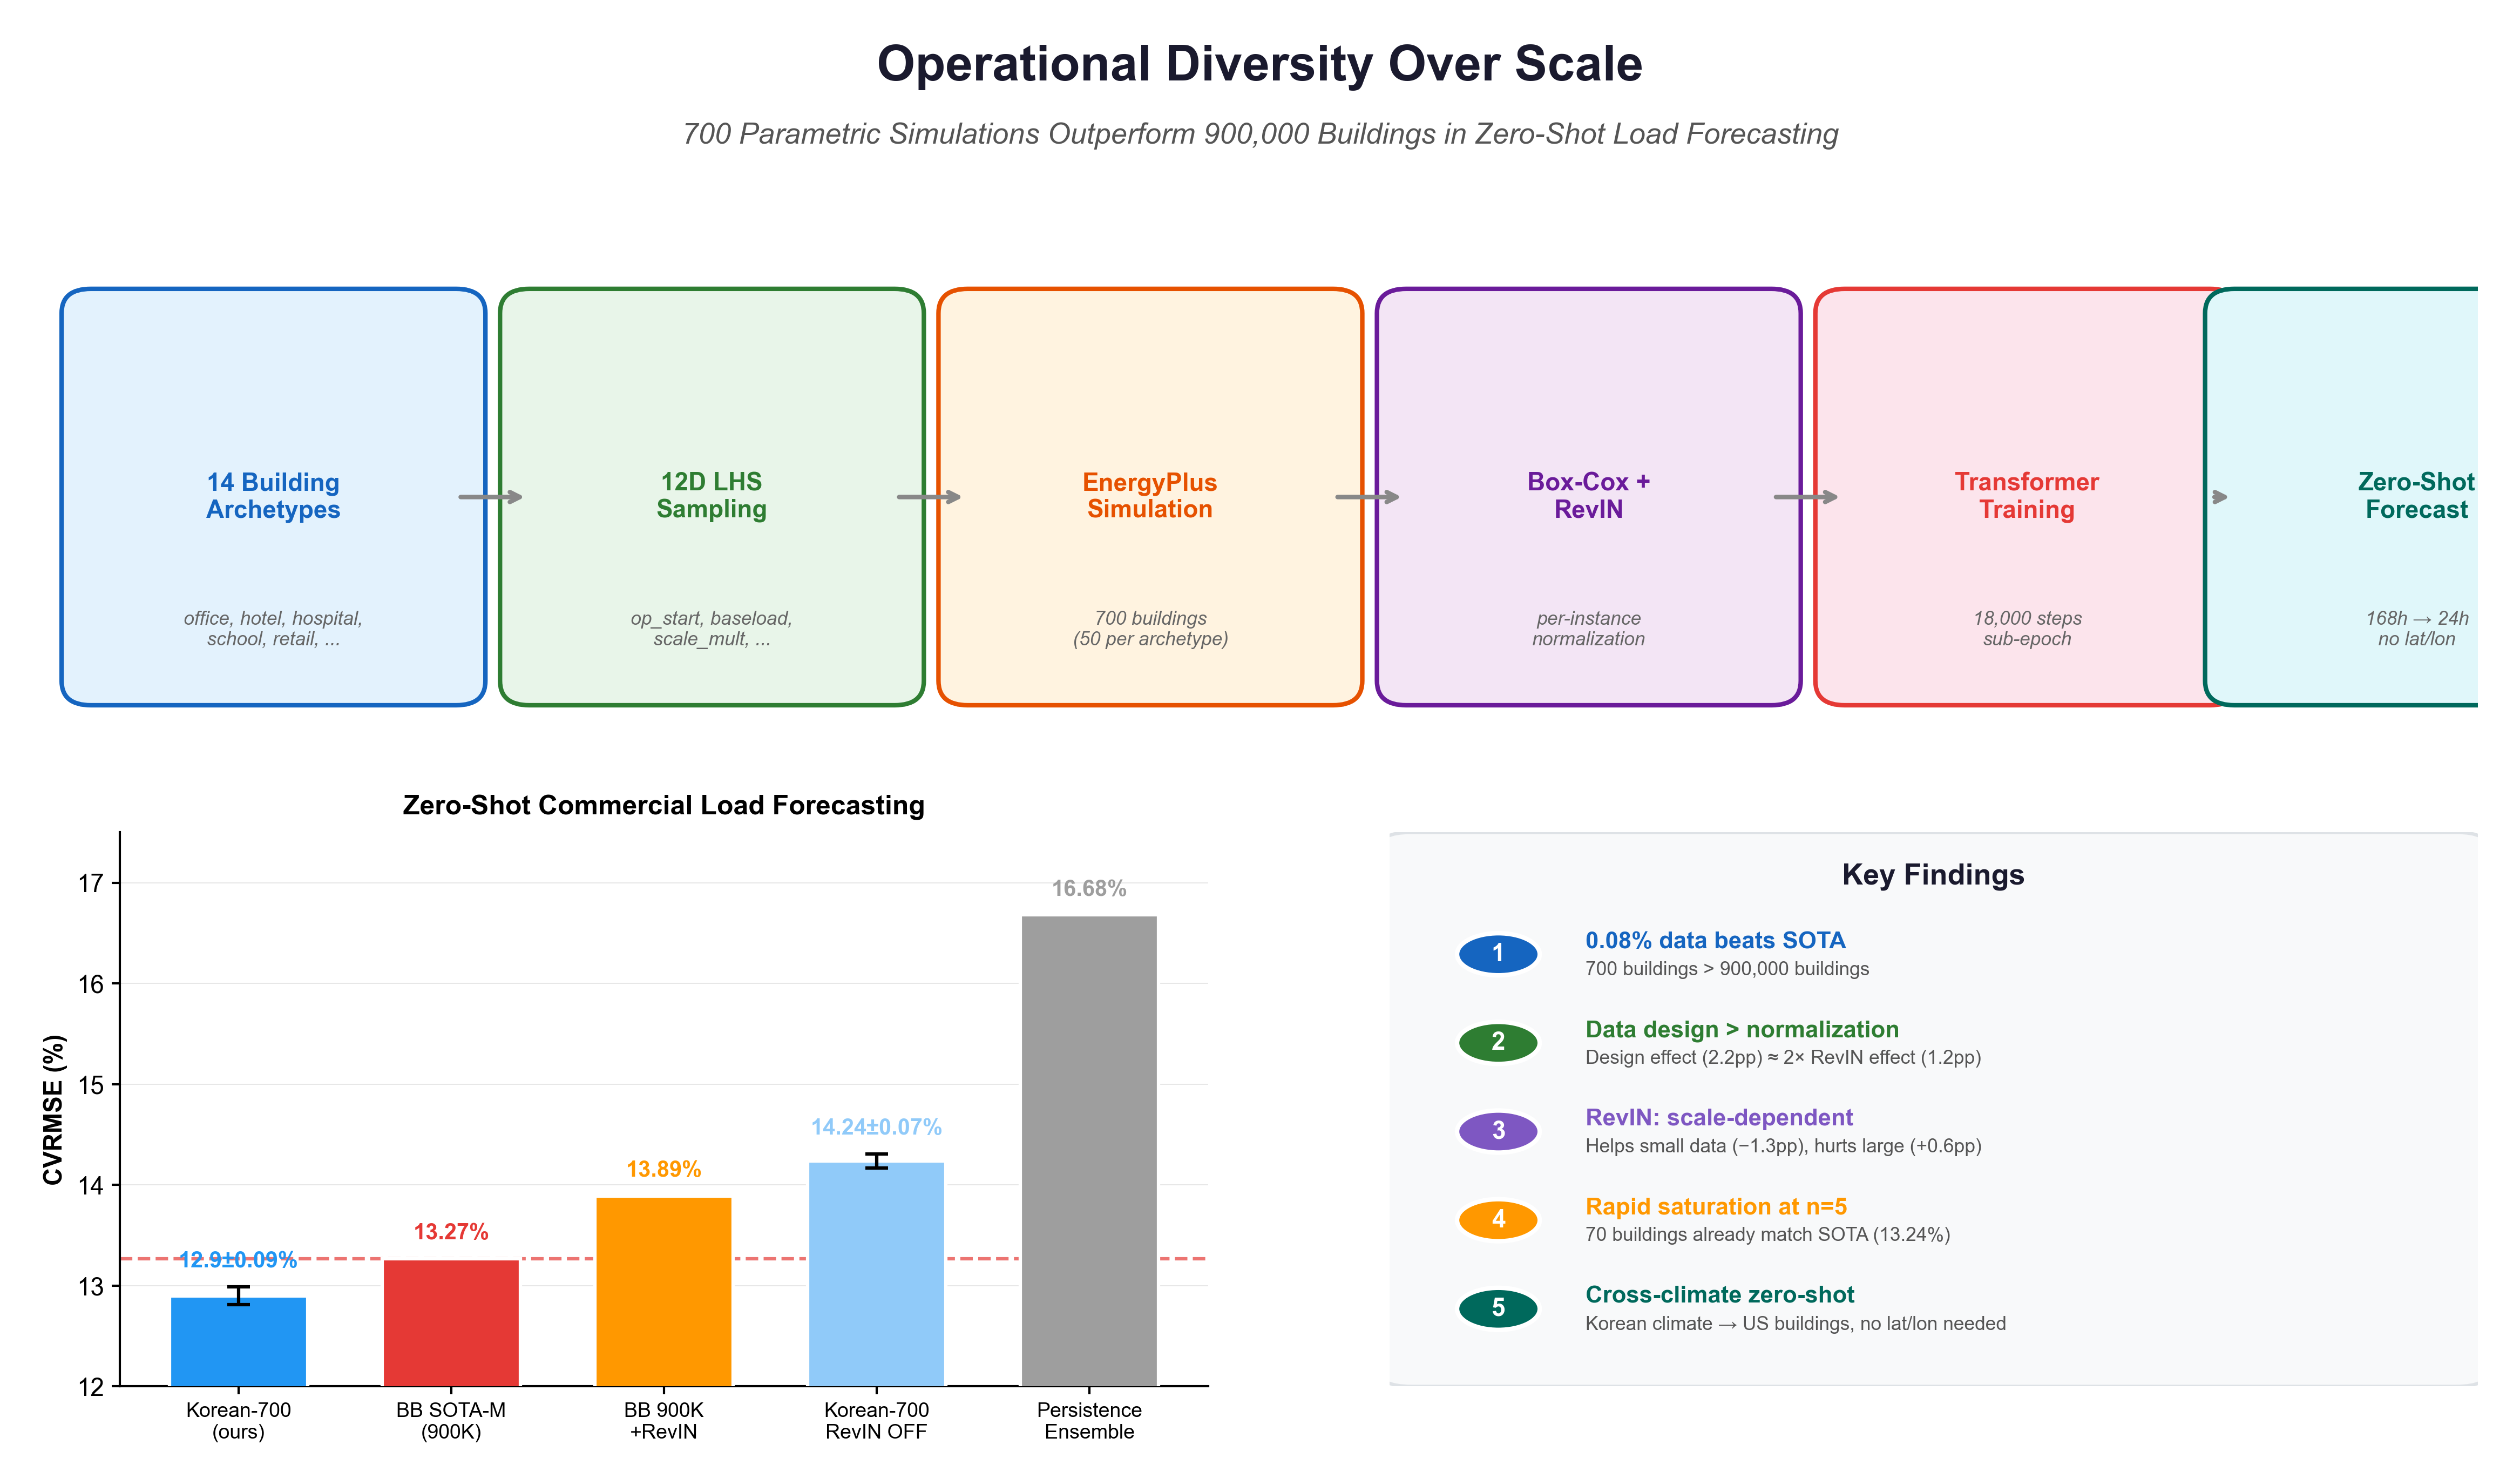 Operational Diversity Over Scale
700 Parametric Simulations Outperform 900,000 Buildings in Zero-Shot Load Forecasting
14 Building
Archetypes
office, hotel, hospital,
school, retail, ...
12D LHS
Sampling
op_start, baseload,
scale_mult, ...
EnergyPlus
Simulation
700 buildings
(50 per archetype)
Box-Cox +
RevIN
per-instance
normalization
Transformer
Training
18,000 steps
sub-epoch
Zero-Shot
Forecast
168h → 24h
no lat/lon
Zero-Shot Commercial Load Forecasting
CVRMSE (%)
17
16
15
14
13
12
12.9±0.09%
13.27%
13.89%
14.24±0.07%
16.68%
Korean-700
(ours)
BB SOTA-M
(900K)
BB 900K
+RevIN
Korean-700
RevIN OFF
Persistence
Ensemble
Key Findings
1
0.08% data beats SOTA
700 buildings > 900,000 buildings
2
Data design > normalization
Design effect (2.2pp) ≈ 2× RevIN effect (1.2pp)
3
RevIN: scale-dependent
Helps small data (−1.3pp), hurts large (+0.6pp)
4
Rapid saturation at n=5
70 buildings already match SOTA (13.24%)
5
Cross-climate zero-shot
Korean climate → US buildings, no lat/lon needed